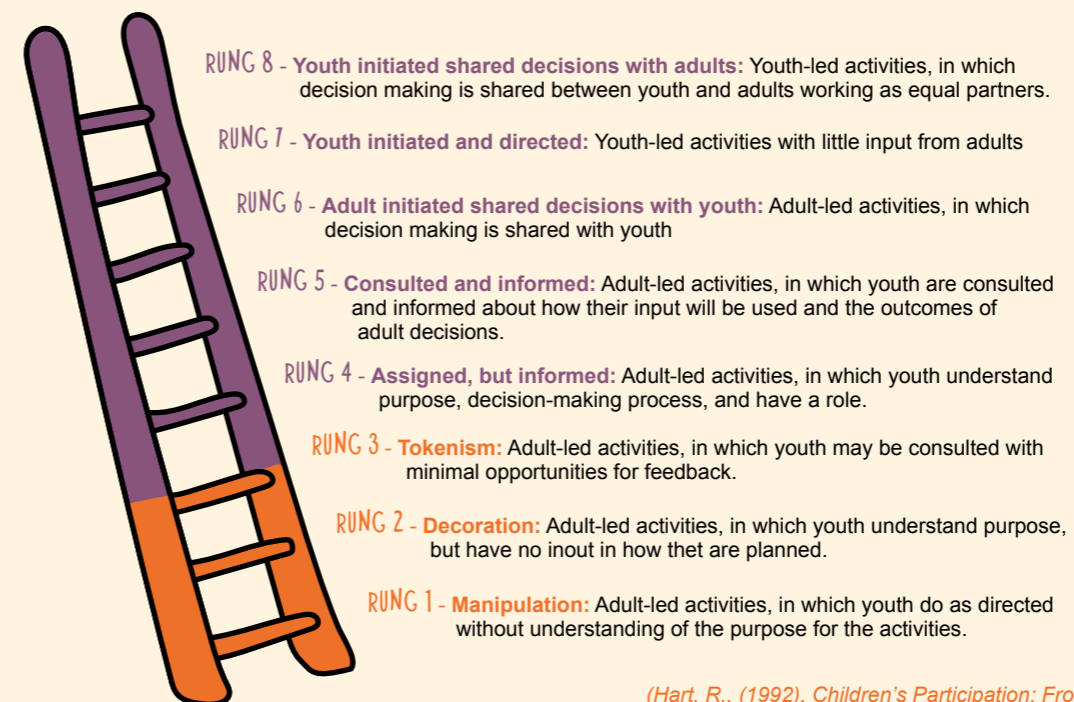 RUNG 8 - Youth initiated shared decisions with adults: Youth-led activities, in which
decision making is shared between youth and adults working as equal partners.
RUNG 7 - Youth initiated and directed: Youth-led activities with little input from adults
RUNG 6 - Adult initiated shared decisions with youth: Adult-led activities, in which
decision making is shared with youth
RUNG 5 - Consulted and informed: Adult-led activities, in which youth are consulted
and informed about how their input will be used and the outcomes of
adult decisions.
RUNG 4 - Assigned, but informed: Adult-led activities, in which youth understand
purpose, decision-making process, and have a role.
RUNG 3 - Tokenism: Adult-led activities, in which youth may be consulted with
minimal opportunities for feedback.
RUNG 2 - Decoration: Adult-led activities, in which youth understand purpose,
but have no inout in how thet are planned.
RUNG 1 - Manipulation: Adult-led activities, in which youth do as directed
without understanding of the purpose for the activities.
(Hart, R., (1992). Children's Participation: Fro